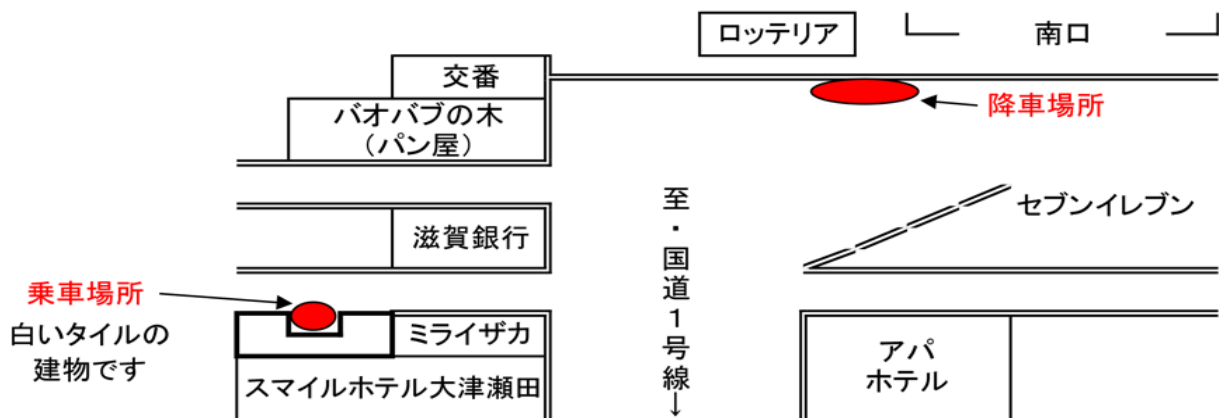 ロッテリア
南口
交番
降車場所
バオバブの木
（パン屋）
至・国道1号線↓
セブンイレブン
滋賀銀行
乗車場所
白いタイルの
建物です
ミライザカ
アパ
ホテル
スマイルホテル大津瀬田